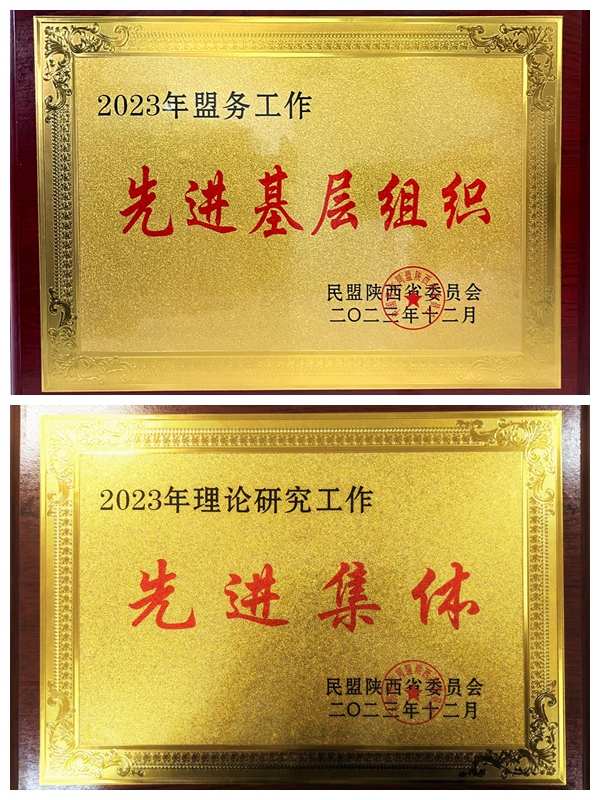 2023年盟务工作
先进基层组织
民盟陕西省委员会
二〇二三年十二月
2023年理论研究工作
先进集体
民盟陕西省委员会
二〇二三年十二月